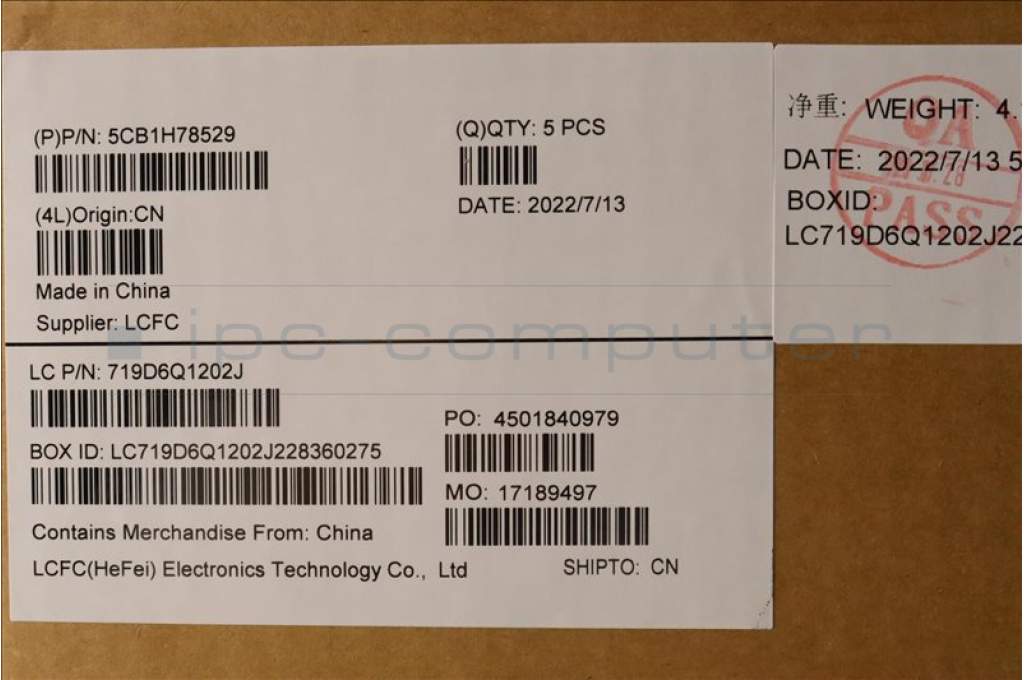 (P)P/N: 5CB1H78529
(4L)Origin:CN
Made in China
Supplier: LCFC
(Q)QTY: 5 PCS
DATE: 2022/7/13
LC P/N: 719D6Q1202J
BOX ID: LC719D6Q1202J228360275
Contains Merchandise From: China
LCFC(HeFei) Electronics Technology Co., Ltd
PO: 4501840979
MO: 17189497
SHIPTO: CN
净重: WEIGHT: 4.
DATE: 2022/7/13 5
BOXID:
LC719D6Q1202J22
QA
PASS
ipc-computer